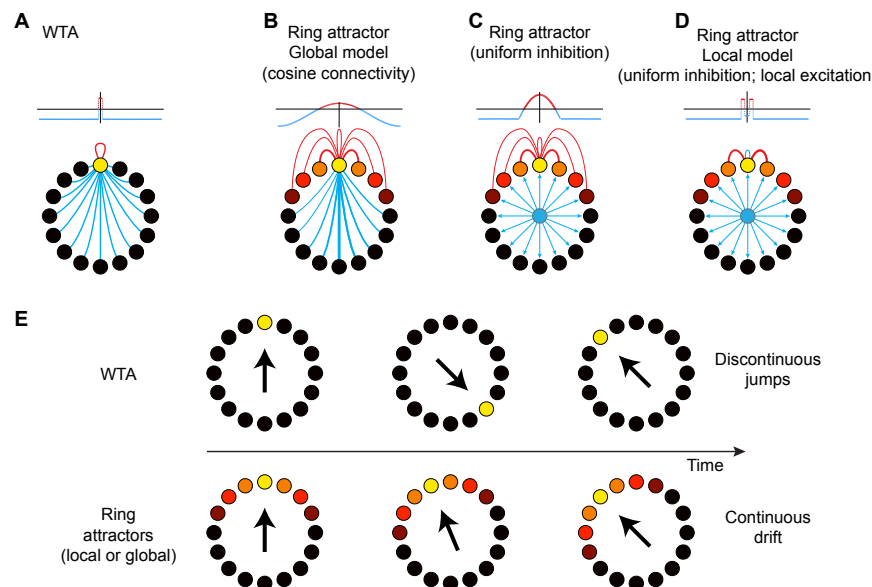 A
WTA
B
Ring attractor
Global model
(cosine connectivity)
C
Ring attractor
(uniform inhibition)
D
Ring attractor
Local model
(uniform inhibition; local excitation
E
WTA
Discontinuous
jumps
Time
Ring
attractors
(local or global)
Continuous
drift